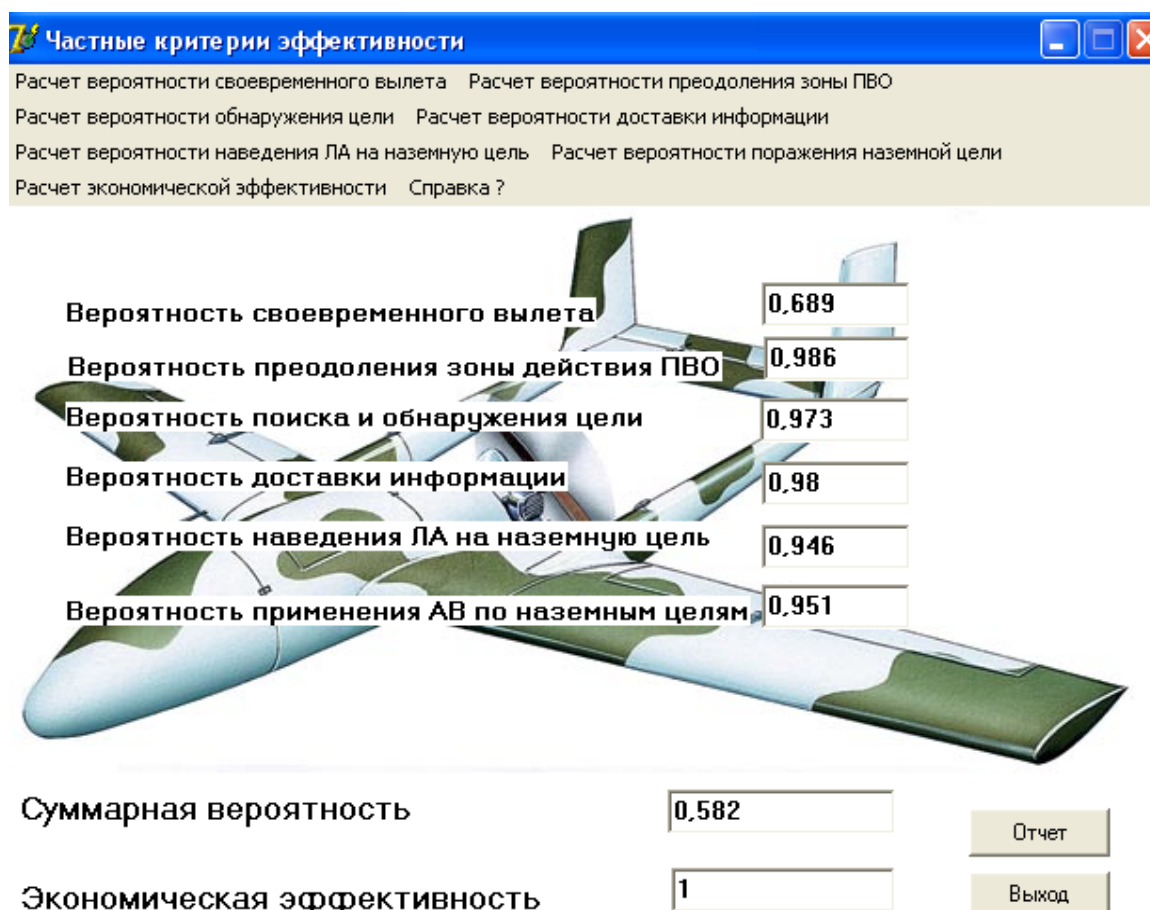 Частные критерии эффективности
Расчет вероятности своевременного вылета Расчет вероятности преодоления зоны ПВО
Расчет вероятности обнаружения цели Расчет вероятности доставки информации
Расчет вероятности наведения ЛА на наземную цель Расчет вероятности поражения наземной цели
Расчет экономической эффективности Справка ?
Вероятность своевременного вылета 0,689
Вероятность преодоления зоны действия ПВО 0,986
Вероятность поиска и обнаружения цели 0,973
Вероятность доставки информации 0,98
Вероятность наведения ЛА на наземную цель 0,946
Вероятность применения АВ по наземным целям 0,951
Суммарная вероятность 0,582
Отчет
Экономическая эффективность 1
Выход